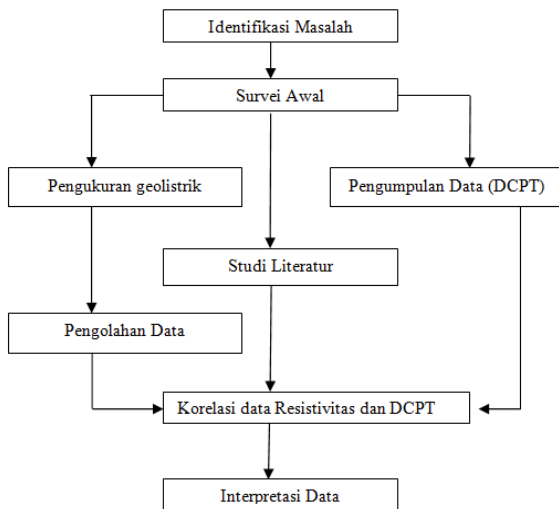 Identifikasi Masalah
Survei Awal
Pengukuran geolistrik
Pengumpulan Data (DCPT)
Studi Literatur
Pengolahan Data
Korelasi data Resistivitas dan DCPT
Interpretasi Data